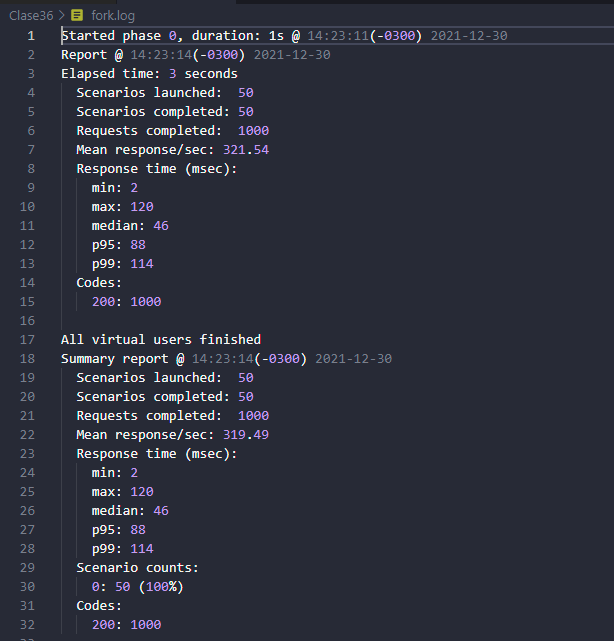 Clase36 > fork.log
1 Started phase 0, duration: 1s @ 14:23:11(-0300) 2021-12-30
2 Report @ 14:23:14(-0300) 2021-12-30
3 Elapsed time: 3 seconds
4 Scenarios launched:  50
5 Scenarios completed: 50
6 Requests completed:  1000
7 Mean response/sec: 321.54
8 Response time (msec):
9 min: 2
10 max: 120
11 median: 46
12 p95: 88
13 p99: 114
14 Codes:
15 200: 1000
16
17 All virtual users finished
18 Summary report @ 14:23:14(-0300) 2021-12-30
19 Scenarios launched:  50
20 Scenarios completed: 50
21 Requests completed:  1000
22 Mean response/sec: 319.49
23 Response time (msec):
24 min: 2
25 max: 120
26 median: 46
27 p95: 88
28 p99: 114
29 Scenario counts:
30 0: 50 (100%)
31 Codes:
32 200: 1000